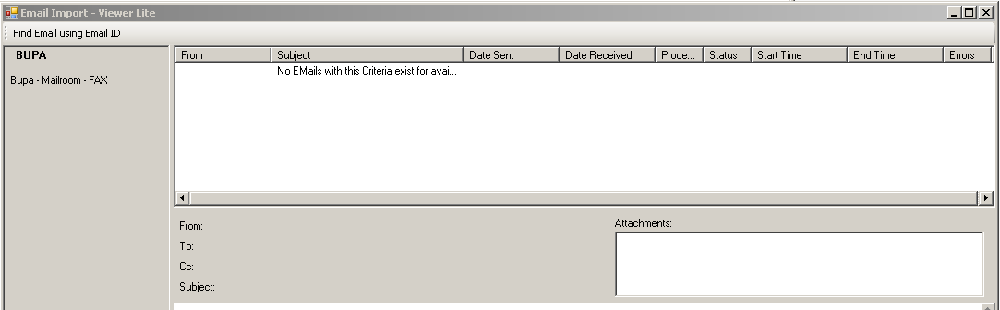 Email Import - Viewer Lite
Find Email using Email ID
BUPA
Bupa - Mailroom - FAX
From Subject Date Sent Date Received Proce... Status Start Time End Time Errors
No EMails with this Criteria exist for avai...
From:
To:
Cc:
Subject:
Attachments: